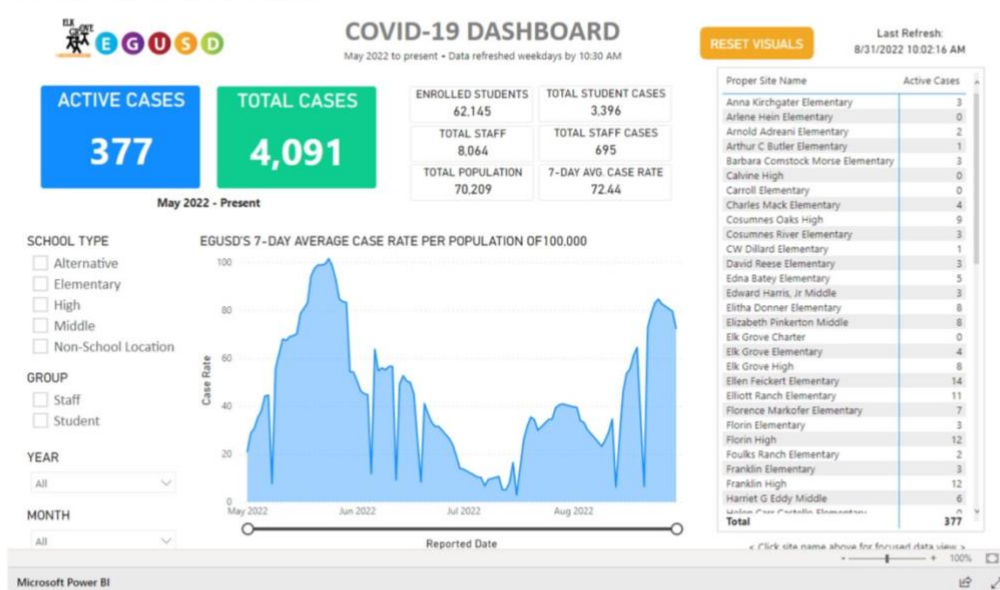 ELK
GROVE
EGUSD
COVID-19 DASHBOARD
May 2022 to present • Data refreshed weekdays by 10:30 AM
RESET VISUALS
Last Refresh:
8/31/2022 10:02:16 AM
ACTIVE CASES
377
TOTAL CASES
4,091
May 2022 - Present
ENROLLED STUDENTS
62,145
TOTAL STUDENT CASES
3,396
TOTAL STAFF
8,064
TOTAL STAFF CASES
695
TOTAL POPULATION
70,209
7-DAY AVG. CASE RATE
72.44
SCHOOL TYPE
Alternative
Elementary
High
Middle
Non-School Location
GROUP
Staff
Student
YEAR
All
MONTH
All
EGUSD'S 7-DAY AVERAGE CASE RATE PER POPULATION OF100,000
Case Rate
100
80
60
40
20
0
May 2022 Jun 2022 Jul 2022 Aug 2022
Reported Date
Proper Site Name Active Cases
Anna Kirchgater Elementary 3
Arlene Hein Elementary 0
Arnold Adreani Elementary 2
Arthur C Butler Elementary 1
Barbara Comstock Morse Elementary 3
Calvine High 0
Carroll Elementary 0
Charles Mack Elementary 4
Cosumnes Oaks High 9
Cosumnes River Elementary 3
CW Dillard Elementary 1
David Reese Elementary 3
Edna Batey Elementary 5
Edward Harris, Jr Middle 3
Elitha Donner Elementary 8
Elizabeth Pinkerton Middle 8
Elk Grove Charter 0
Elk Grove Elementary 4
Elk Grove High 8
Ellen Feickert Elementary 14
Elliott Ranch Elementary 11
Florence Markofer Elementary 7
Florin Elementary 3
Florin High 12
Foulks Ranch Elementary 2
Franklin Elementary 3
Franklin High 12
Harriet G Eddy Middle 6
Helen Carr Castello Elementary 0
Total 377
< Click site name above for focused data view >
- + 100%
Microsoft Power BI